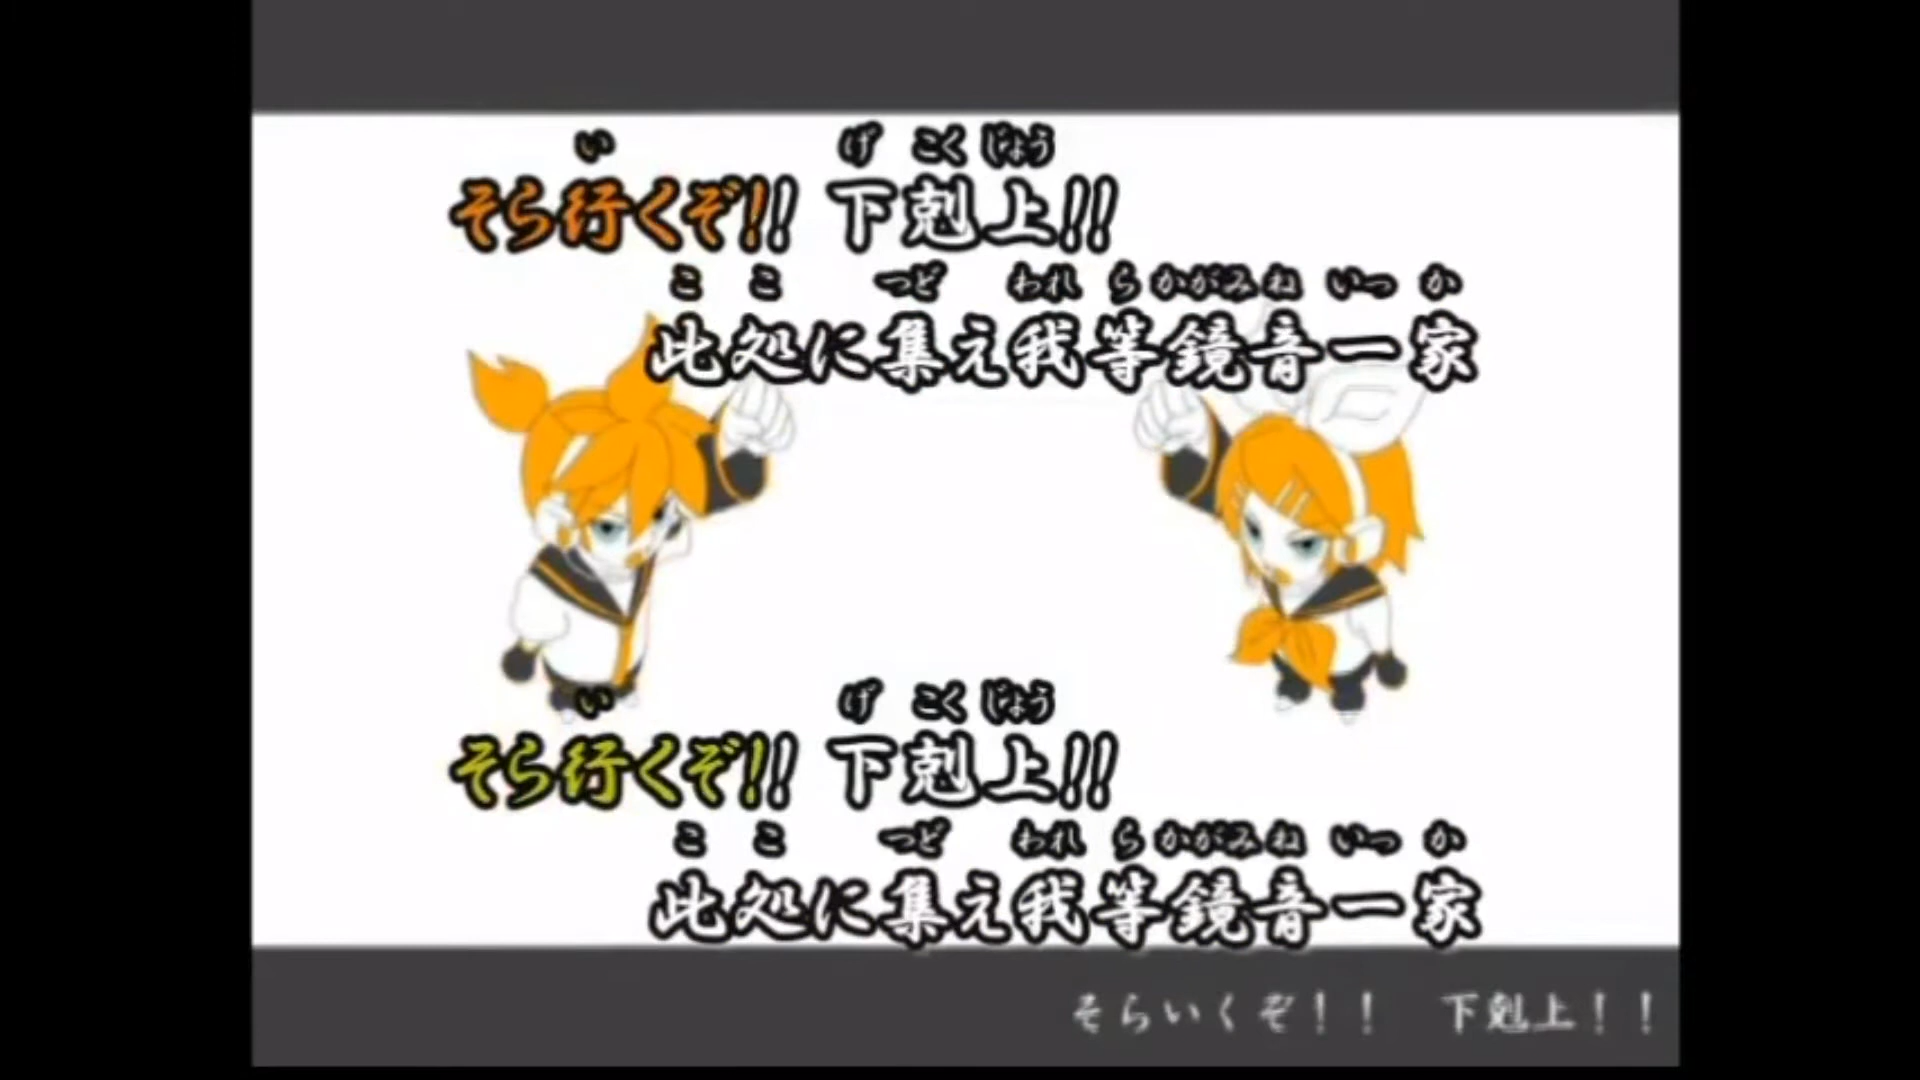 い げ こく じょう
そら行くぞ!! 下剋上!!
こ こ つど われ ら かがみ ね いっ か
此処に集え我等鏡音一家
い げ こく じょう
そら行くぞ!! 下剋上!!
こ こ つど われ ら かがみ ね いっ か
此処に集え我等鏡音一家
そらいくぞ！！　下剋上！！